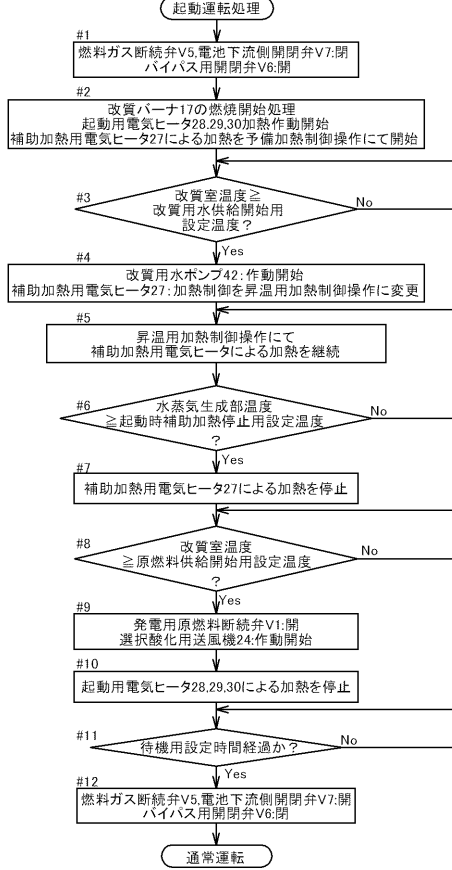 起動運転処理
#1
燃料ガス断続弁V5,電池下流側開閉弁V7:閉
バイパス用開閉弁V6:開
#2
改質バーナ17の燃焼開始処理
起動用電気ヒータ28,29,30加熱作動開始
補助加熱用電気ヒータ27による加熱を予備加熱制御操作にて開始
#3
改質室温度≧
改質用水供給開始用
設定温度?
No
Yes
#4
改質用水ポンプ42:作動開始
補助加熱用電気ヒータ27:加熱制御を昇温用加熱制御操作に変更
#5
昇温用加熱制御操作にて
補助加熱用電気ヒータによる加熱を継続
#6
水蒸気生成部温度
≧起動時補助加熱停止用設定温度
?
No
Yes
#7
補助加熱用電気ヒータ27による加熱を停止
#8
改質室温度
≧原燃料供給開始用設定温度
?
No
Yes
#9
発電用原燃料断続弁V1:開
選択酸化用送風機24:作動開始
#10
起動用電気ヒータ28,29,30による加熱を停止
#11
待機用設定時間経過か?
No
Yes
#12
燃料ガス断続弁V5,電池下流側開閉弁V7:開
バイパス用開閉弁V6:閉
通常運転